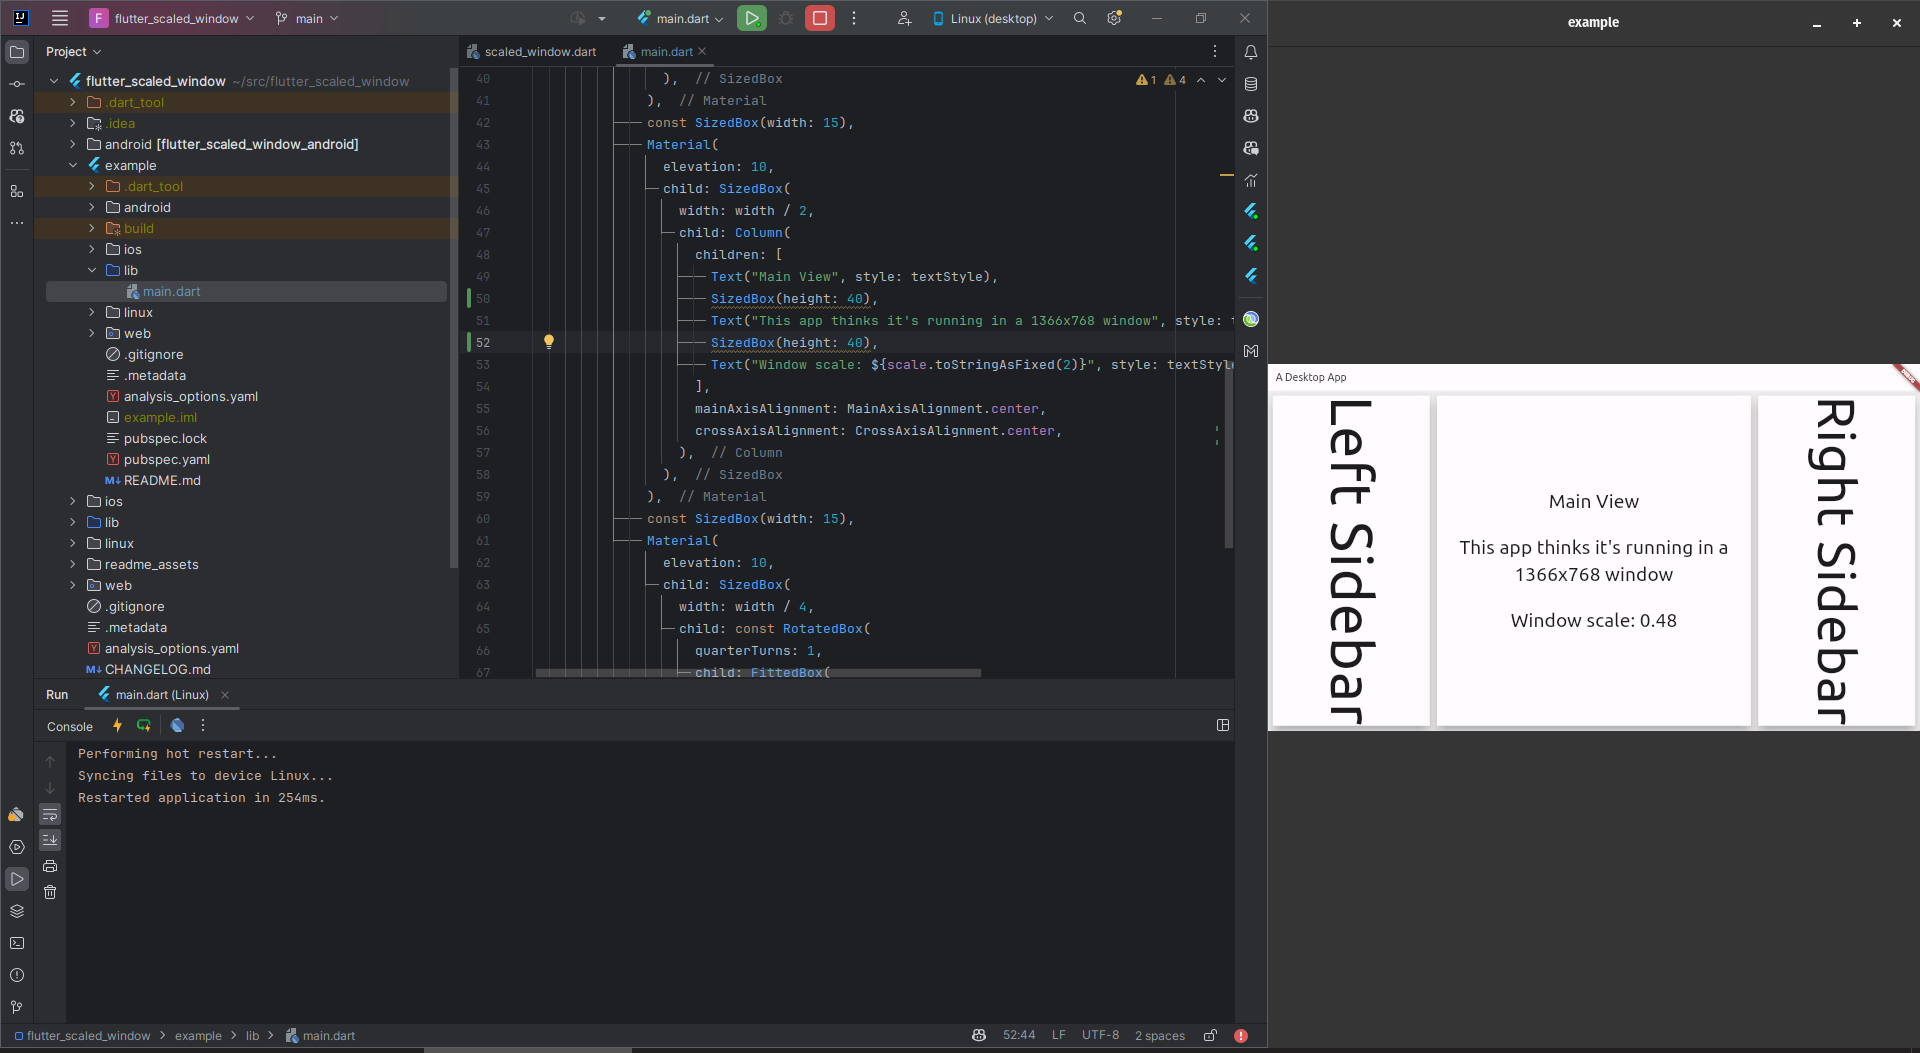 IJ
F flutter_scaled_window
main
main.dart
Linux (desktop)
Project
flutter_scaled_window ~/src/flutter_scaled_window
.dart_tool
.idea
android [flutter_scaled_window_android]
example
.dart_tool
android
build
ios
lib
main.dart
linux
web
.gitignore
.metadata
analysis_options.yaml
example.iml
pubspec.lock
pubspec.yaml
M↓ README.md
ios
lib
linux
readme_assets
web
.gitignore
.metadata
analysis_options.yaml
M↓ CHANGELOG.md
scaled_window.dart
main.dart
1 4
40 ), // SizedBox
41 ), // Material
42 const SizedBox(width: 15),
43 Material(
44 elevation: 10,
45 child: SizedBox(
46 width: width / 2,
47 child: Column(
48 children: [
49 Text("Main View", style: textStyle),
50 SizedBox(height: 40),
51 Text("This app thinks it's running in a 1366x768 window", style: t
52 SizedBox(height: 40),
53 Text("Window scale: ${scale.toStringAsFixed(2)}", style: textStyle
54 ],
55 mainAxisAlignment: MainAxisAlignment.center,
56 crossAxisAlignment: CrossAxisAlignment.center,
57 ), // Column
58 ), // SizedBox
59 ), // Material
60 const SizedBox(width: 15),
61 Material(
62 elevation: 10,
63 child: SizedBox(
64 width: width / 4,
65 child: const RotatedBox(
66 quarterTurns: 1,
67 child: FittedBox(
Run
main.dart (Linux)
Console
Performing hot restart...
Syncing files to device Linux...
Restarted application in 254ms.
flutter_scaled_window > example > lib > main.dart
52:44 LF UTF-8 2 spaces
example
A Desktop App
DEBUG
Left Sidebar
Main View
This app thinks it's running in a
1366x768 window
Window scale: 0.48
Right Sidebar